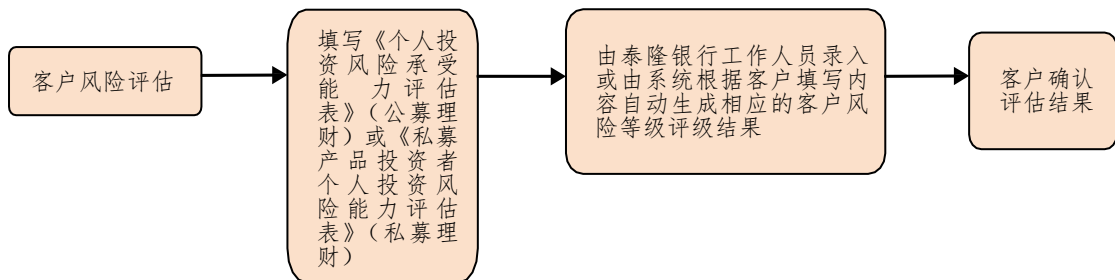 客户风险评估
填写《个人投
资风险承受
能力评估
表》（公募理
财）或《私募
产品投资者
个人投资风
险能力评估
表》（私募理
财）
由泰隆银行工作人员录入
或由系统根据客户填写内
容自动生成相应的客户风
险等级评级结果
客户确认
评估结果